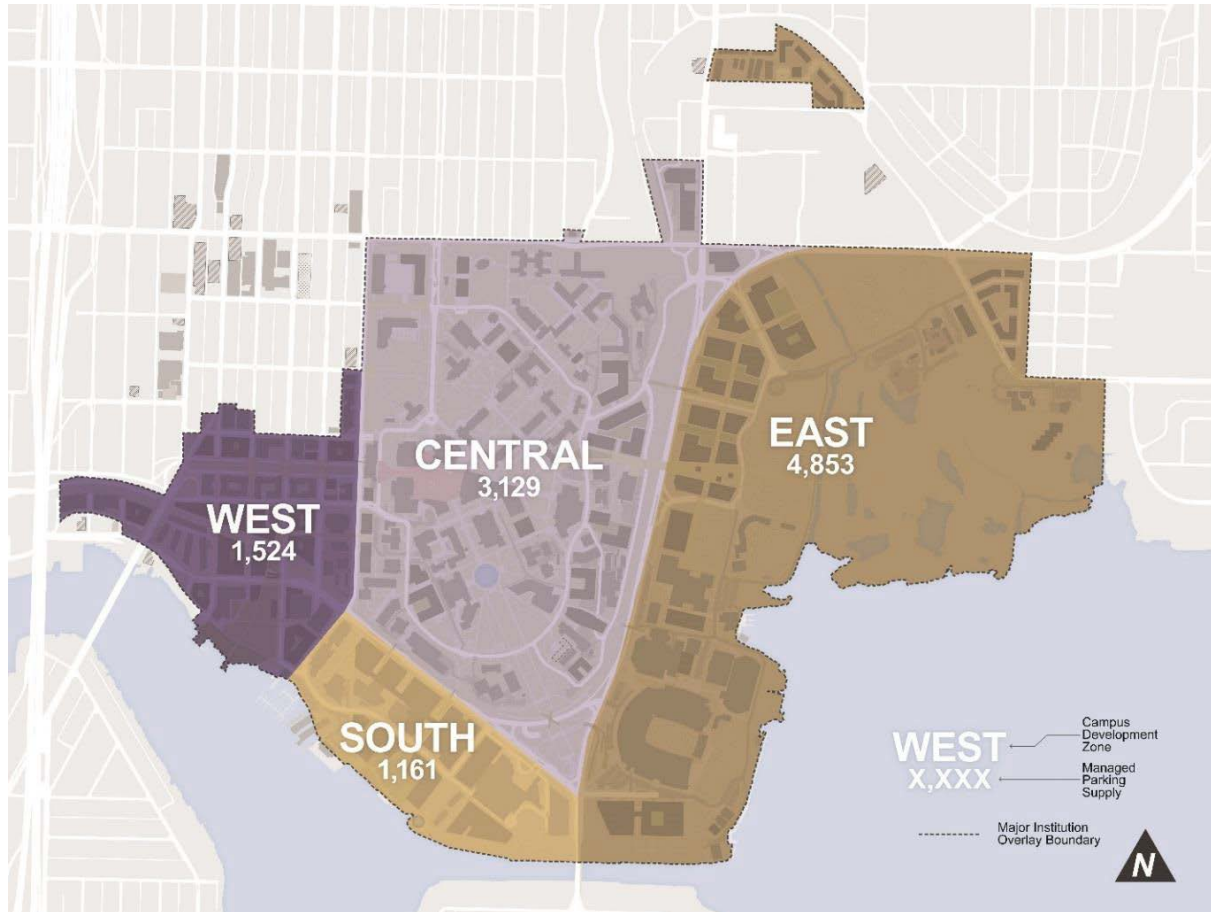 CENTRAL
3,129
EAST
4,853
WEST
1,524
SOUTH
1,161
WEST
X,XXX
Campus
Development
Zone
Managed
Parking
Supply
Major Institution
Overlay Boundary
N